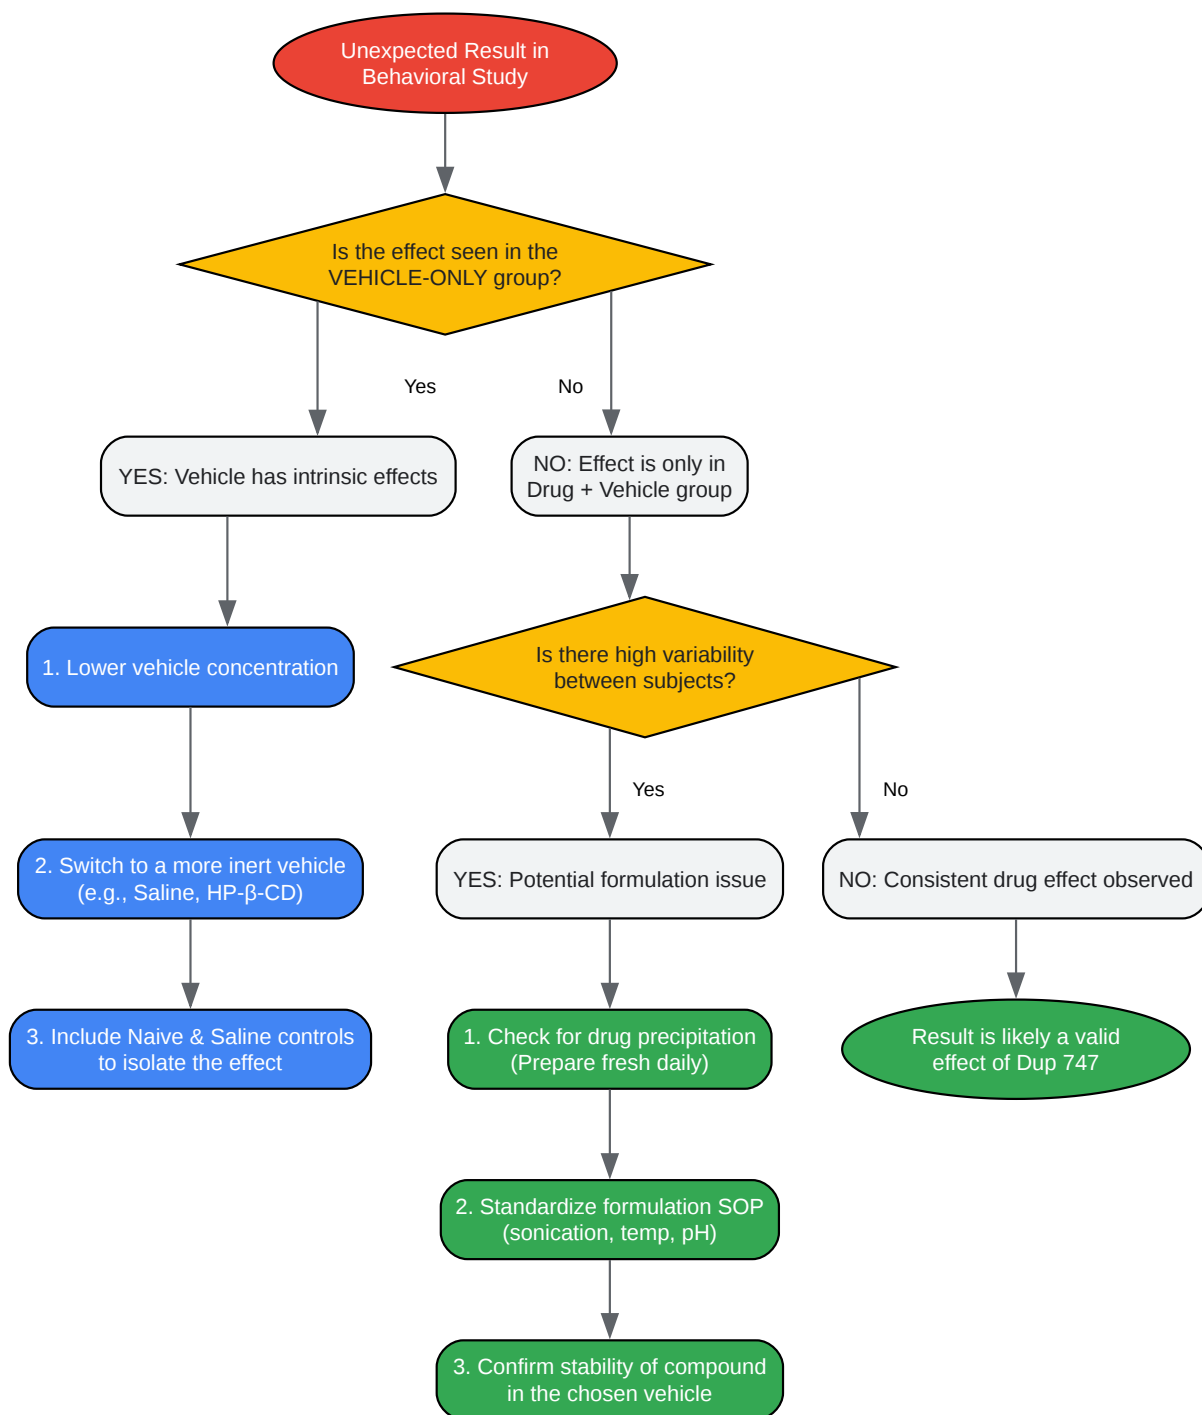 Unexpected Result in
Behavioral Study
Is the effect seen in the
VEHICLE-ONLY group?
Yes
No
YES: Vehicle has intrinsic effects
NO: Effect is only in
Drug + Vehicle group
1. Lower vehicle concentration
Is there high variability
between subjects?
Yes
No
2. Switch to a more inert vehicle
(e.g., Saline, HP-β-CD)
YES: Potential formulation issue
NO: Consistent drug effect observed
3. Include Naive & Saline controls
to isolate the effect
1. Check for drug precipitation
(Prepare fresh daily)
Result is likely a valid
effect of Dup 747
2. Standardize formulation SOP
(sonication, temp, pH)
3. Confirm stability of compound
in the chosen vehicle